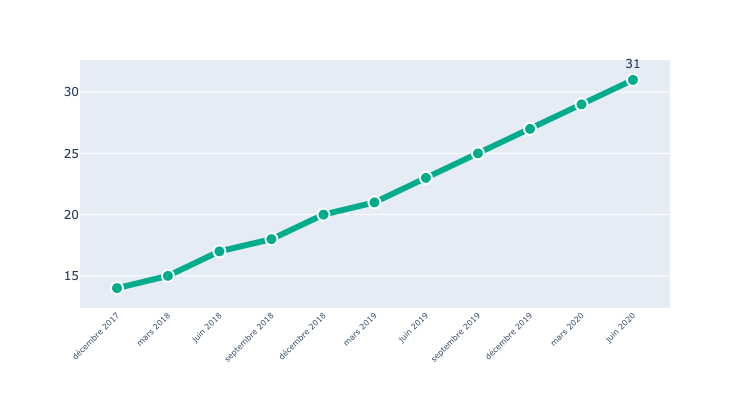 31
30
25
20
15
décembre 2017
mars 2018
juin 2018
septembre 2018
décembre 2018
mars 2019
juin 2019
septembre 2019
décembre 2019
mars 2020
juin 2020